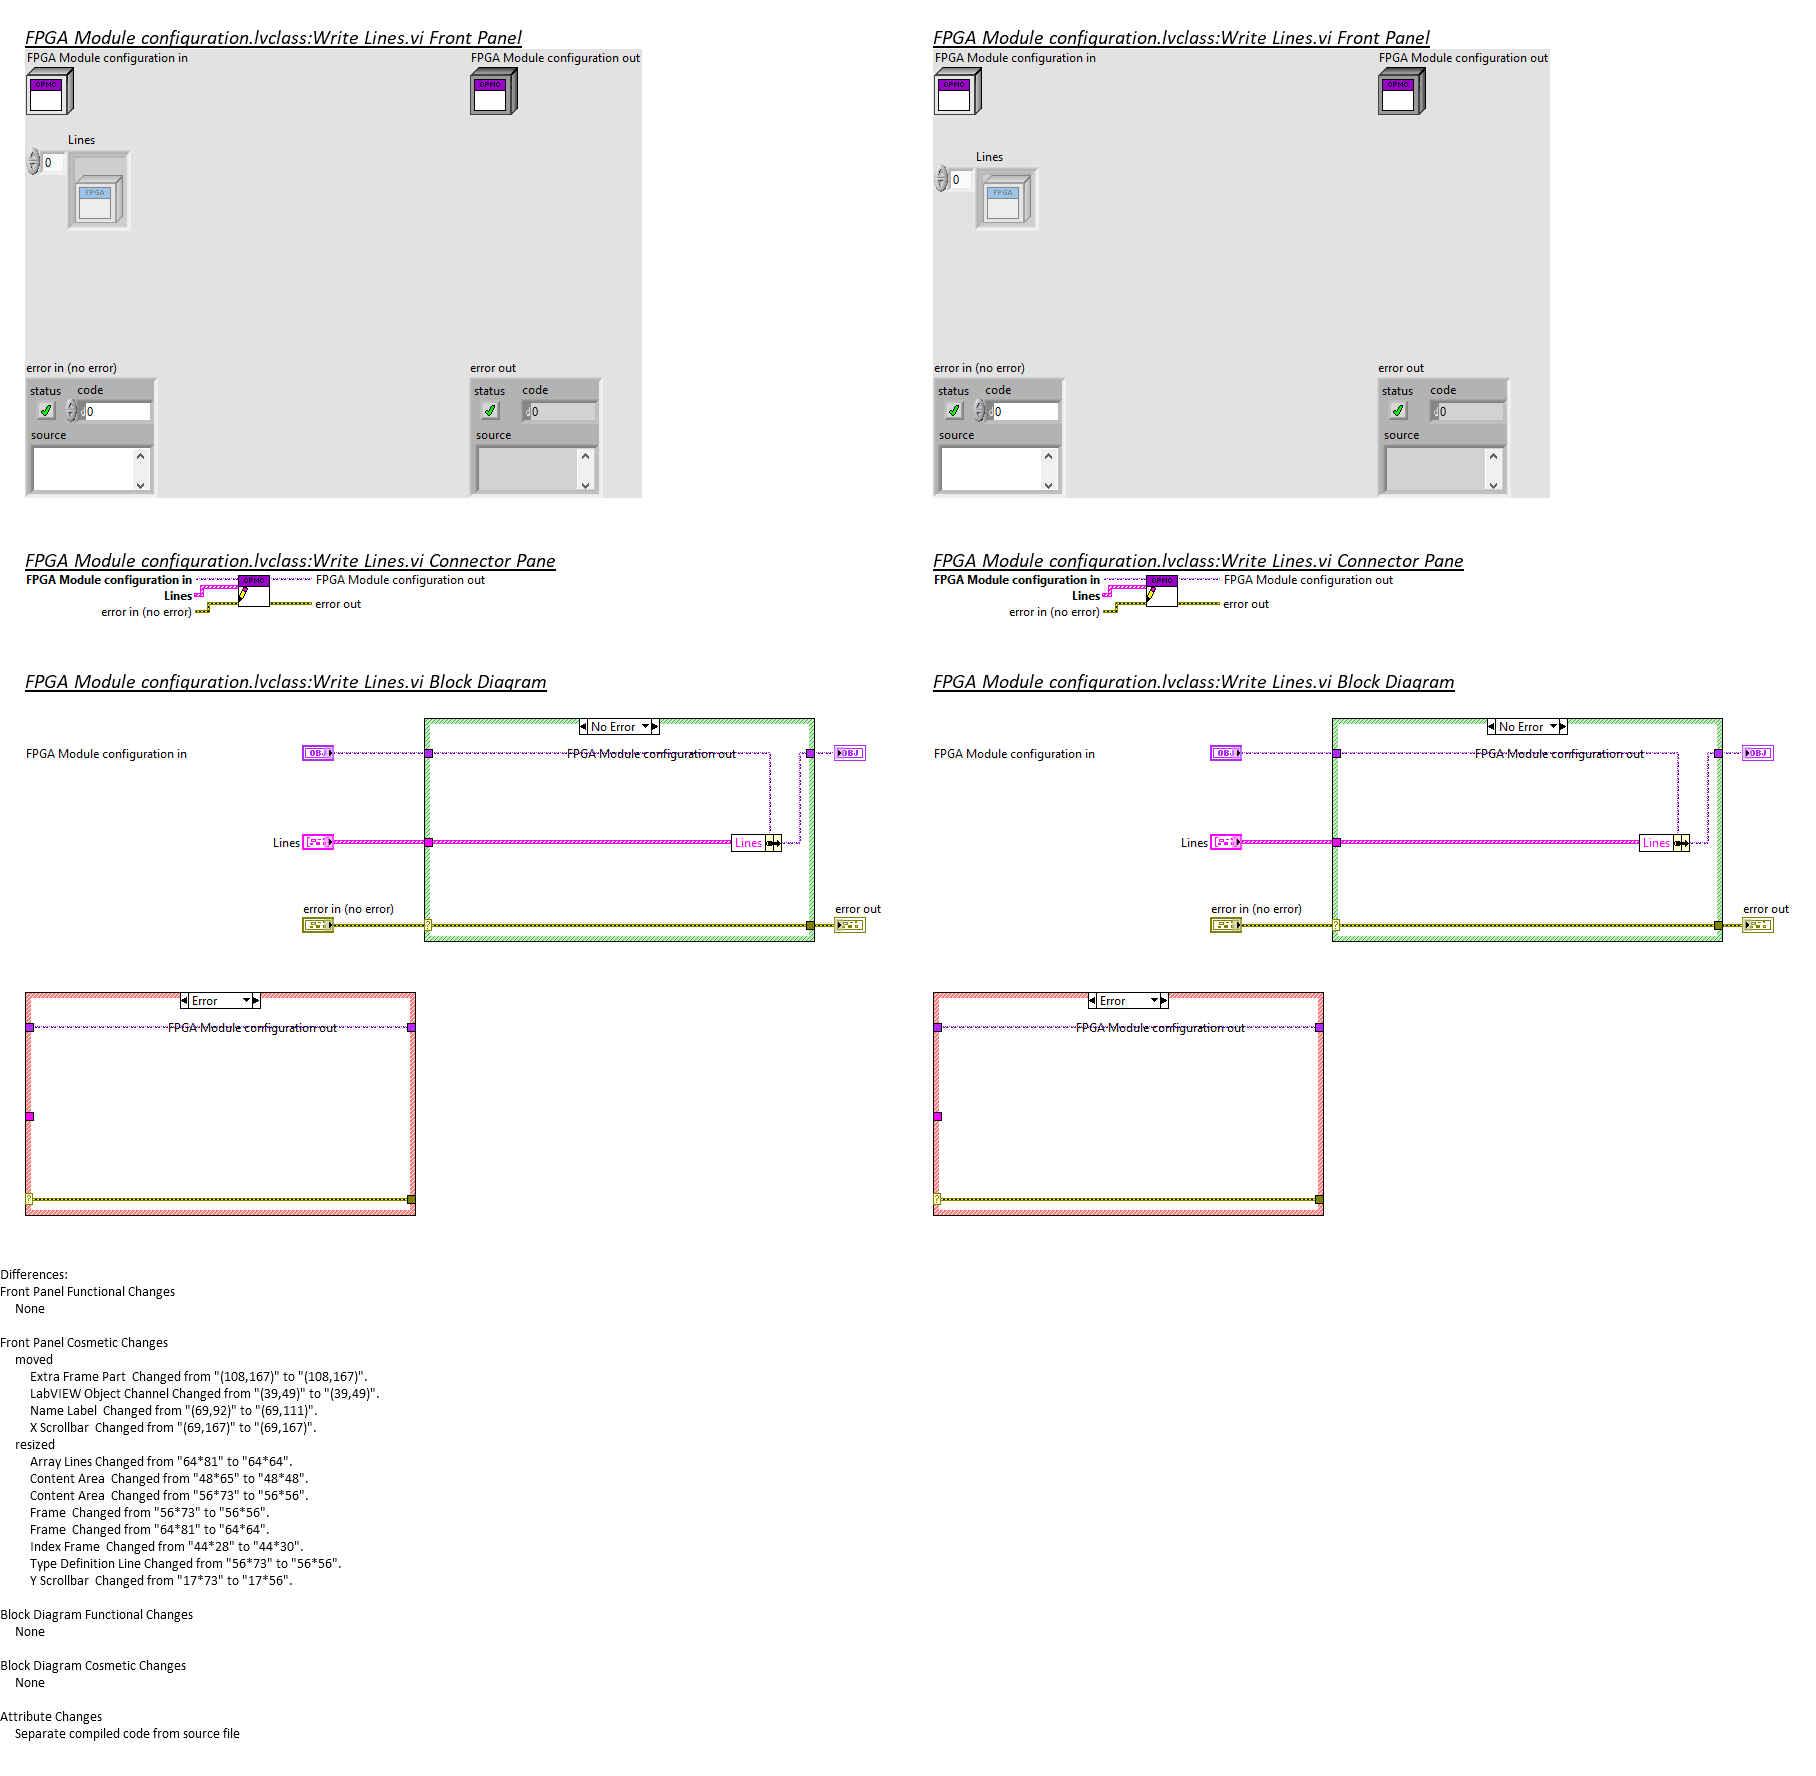 FPGA Module configuration.lvclass:Write Lines.vi Front Panel
FPGA Module configuration in
FPGA Module configuration out
CPMC
CPMC
Lines
0
FPGA
error in (no error)
error out
status code
status code
d0
d0
source
source
FPGA Module configuration.lvclass:Write Lines.vi Connector Pane
FPGA Module configuration in
CPMC
FPGA Module configuration out
Lines
error in (no error)
error out
FPGA Module configuration.lvclass:Write Lines.vi Block Diagram
No Error
FPGA Module configuration in
OBJ
FPGA Module configuration out
OBJ
Lines
Lines
error in (no error)
error out
?
Error
FPGA Module configuration out
?
FPGA Module configuration.lvclass:Write Lines.vi Front Panel
FPGA Module configuration in
FPGA Module configuration out
CPMC
CPMC
Lines
0
FPGA
error in (no error)
error out
status code
status code
d0
d0
source
source
FPGA Module configuration.lvclass:Write Lines.vi Connector Pane
FPGA Module configuration in
CPMC
FPGA Module configuration out
Lines
error in (no error)
error out
FPGA Module configuration.lvclass:Write Lines.vi Block Diagram
No Error
FPGA Module configuration in
OBJ
FPGA Module configuration out
OBJ
Lines
Lines
error in (no error)
error out
?
Error
FPGA Module configuration out
?
Differences:
Front Panel Functional Changes
None
Front Panel Cosmetic Changes
moved
Extra Frame Part  Changed from "(108,167)" to "(108,167)".
LabVIEW Object Channel Changed from "(39,49)" to "(39,49)".
Name Label  Changed from "(69,92)" to "(69,111)".
X Scrollbar  Changed from "(69,167)" to "(69,167)".
resized
Array Lines Changed from "64*81" to "64*64".
Content Area  Changed from "48*65" to "48*48".
Content Area  Changed from "56*73" to "56*56".
Frame  Changed from "56*73" to "56*56".
Frame  Changed from "64*81" to "64*64".
Index Frame  Changed from "44*28" to "44*30".
Type Definition Line Changed from "56*73" to "56*56".
Y Scrollbar  Changed from "17*73" to "17*56".
Block Diagram Functional Changes
None
Block Diagram Cosmetic Changes
None
Attribute Changes
Separate compiled code from source file